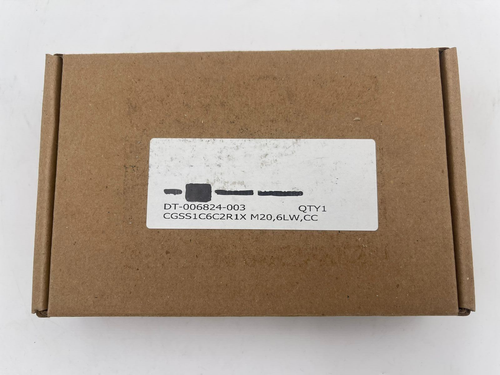 DT-006824-003 QTY1
CGSS1C6C2R1X M20,6LW,CC